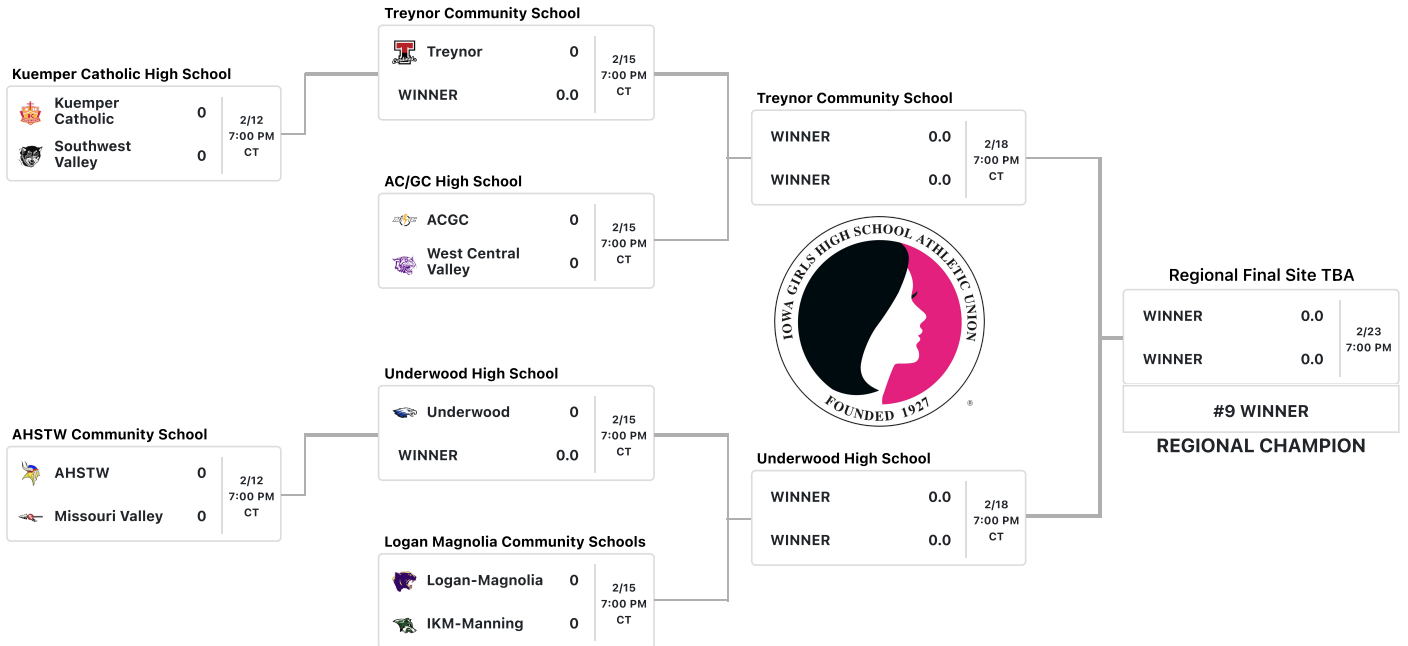 Treynor Community School
Treynor 0
WINNER 0.0
2/15
7:00 PM
CT
Kuemper Catholic High School
Kuemper
Catholic 0
Southwest
Valley 0
2/12
7:00 PM
CT
AC/GC High School
ACGC 0
West Central
Valley 0
2/15
7:00 PM
CT
Treynor Community School
WINNER 0.0
WINNER 0.0
2/18
7:00 PM
CT
IOWA GIRLS HIGH SCHOOL ATHLETIC UNION
FOUNDED 1927
®
Underwood High School
Underwood 0
WINNER 0.0
2/15
7:00 PM
CT
AHSTW Community School
AHSTW 0
Missouri Valley 0
2/12
7:00 PM
CT
Logan Magnolia Community Schools
Logan-Magnolia 0
IKM-Manning 0
2/15
7:00 PM
CT
Underwood High School
WINNER 0.0
WINNER 0.0
2/18
7:00 PM
CT
Regional Final Site TBA
WINNER 0.0
WINNER 0.0
2/23
7:00 PM
#9 WINNER
REGIONAL CHAMPION